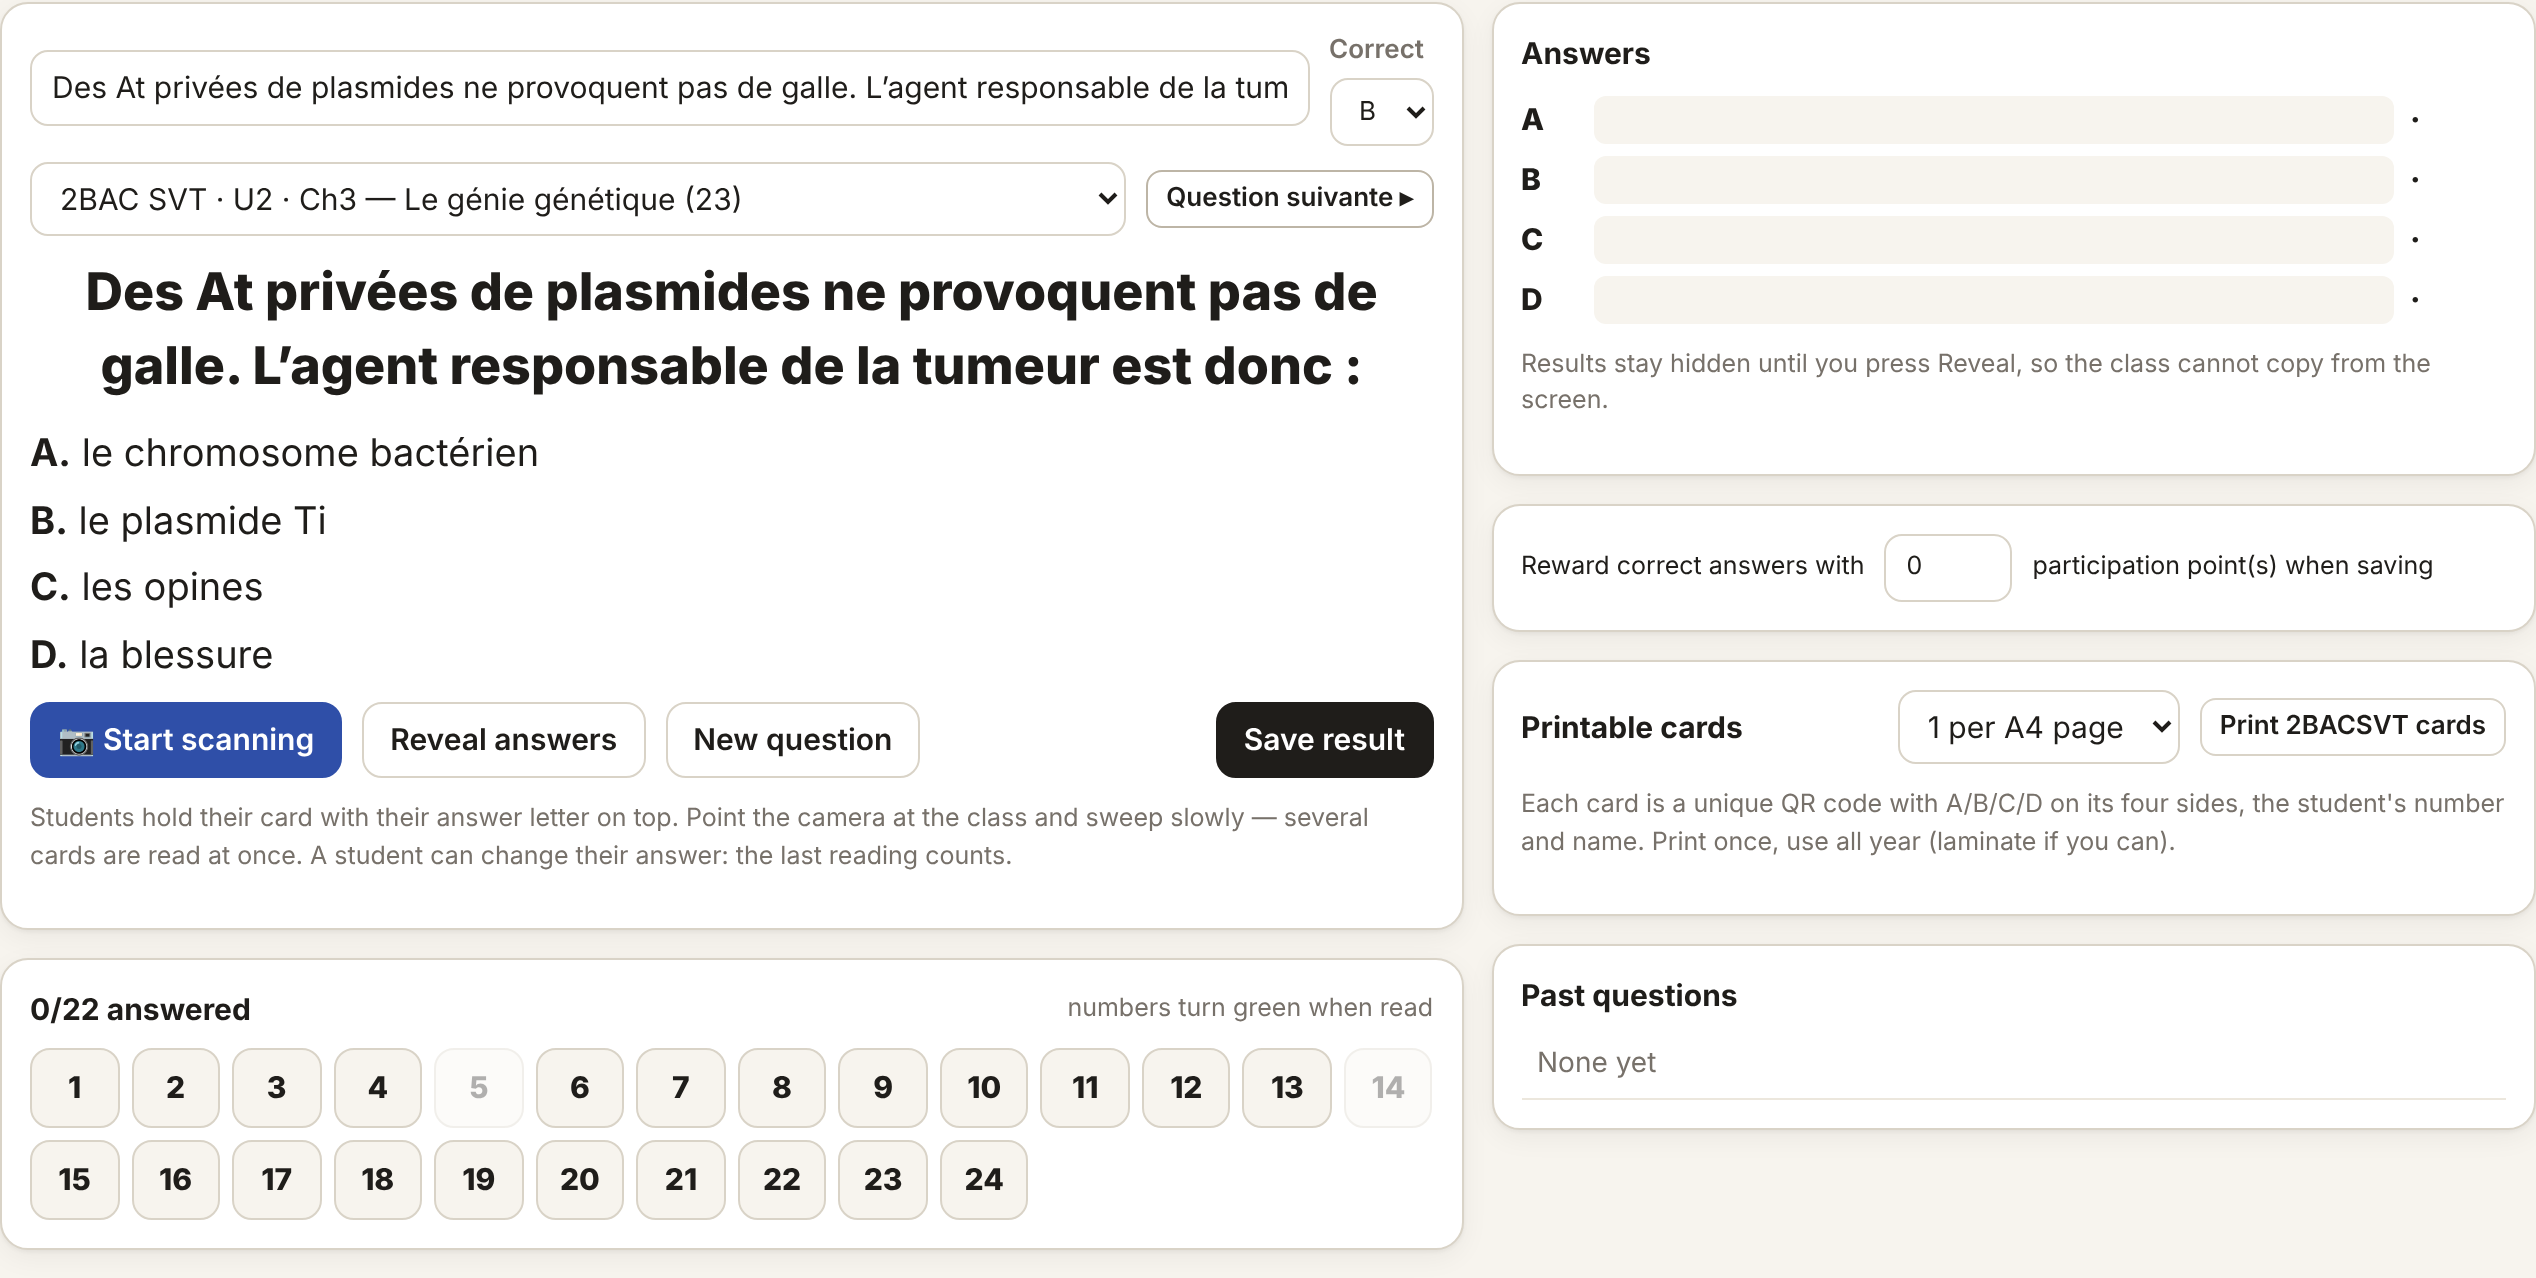 Correct
Des At privées de plasmides ne provoquent pas de galle. L’agent responsable de la tum
B
2BAC SVT · U2 · Ch3 — Le génie génétique (23)
Question suivante ▸
Des At privées de plasmides ne provoquent pas de
galle. L’agent responsable de la tumeur est donc :
A. le chromosome bactérien
B. le plasmide Ti
C. les opines
D. la blessure
📷 Start scanning
Reveal answers
New question
Save result
Students hold their card with their answer letter on top. Point the camera at the class and sweep slowly — several
cards are read at once. A student can change their answer: the last reading counts.
0/22 answered
numbers turn green when read
1 2 3 4 5 6 7 8 9 10 11 12 13 14
15 16 17 18 19 20 21 22 23 24
Answers
A ·
B ·
C ·
D ·
Results stay hidden until you press Reveal, so the class cannot copy from the
screen.
Reward correct answers with 0 participation point(s) when saving
Printable cards
1 per A4 page
Print 2BACSVT cards
Each card is a unique QR code with A/B/C/D on its four sides, the student's number
and name. Print once, use all year (laminate if you can).
Past questions
None yet